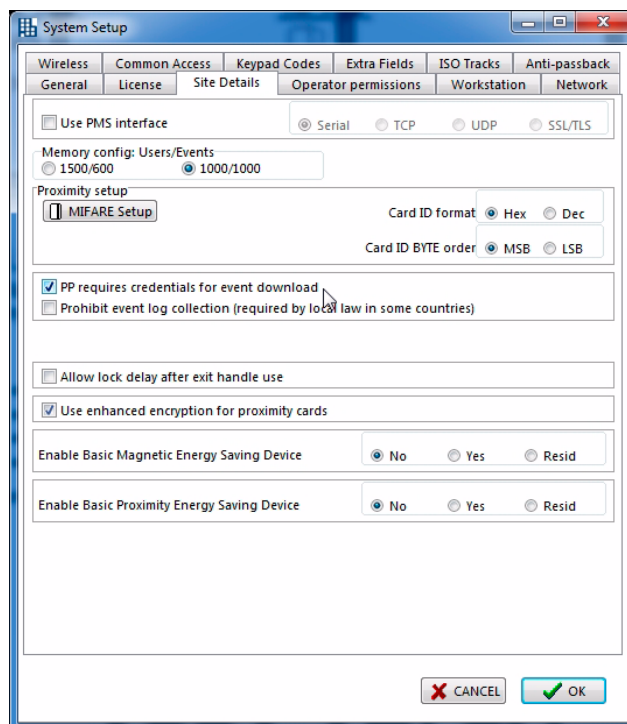 System Setup
Wireless Common Access Keypad Codes Extra Fields ISO Tracks Anti-passback
General License Site Details Operator permissions Workstation Network
Use PMS interface Serial TCP UDP SSL/TLS
Memory config: Users/Events
1500/600 1000/1000
Proximity setup
MIFARE Setup Card ID format Hex Dec
Card ID BYTE order MSB LSB
PP requires credentials for event download
Prohibit event log collection (required by local law in some countries)
Allow lock delay after exit handle use
Use enhanced encryption for proximity cards
Enable Basic Magnetic Energy Saving Device No Yes Resid
Enable Basic Proximity Energy Saving Device No Yes Resid
CANCEL OK